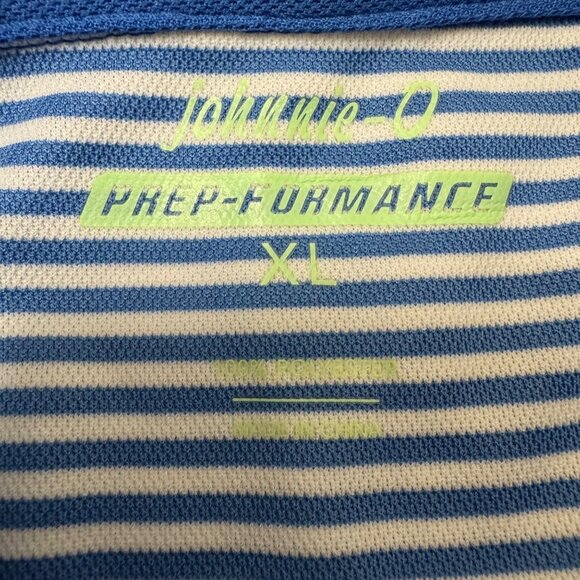 johnnie-O
PREP-FORMANCE
XL
100% POLYESTER
MADE IN CHINA